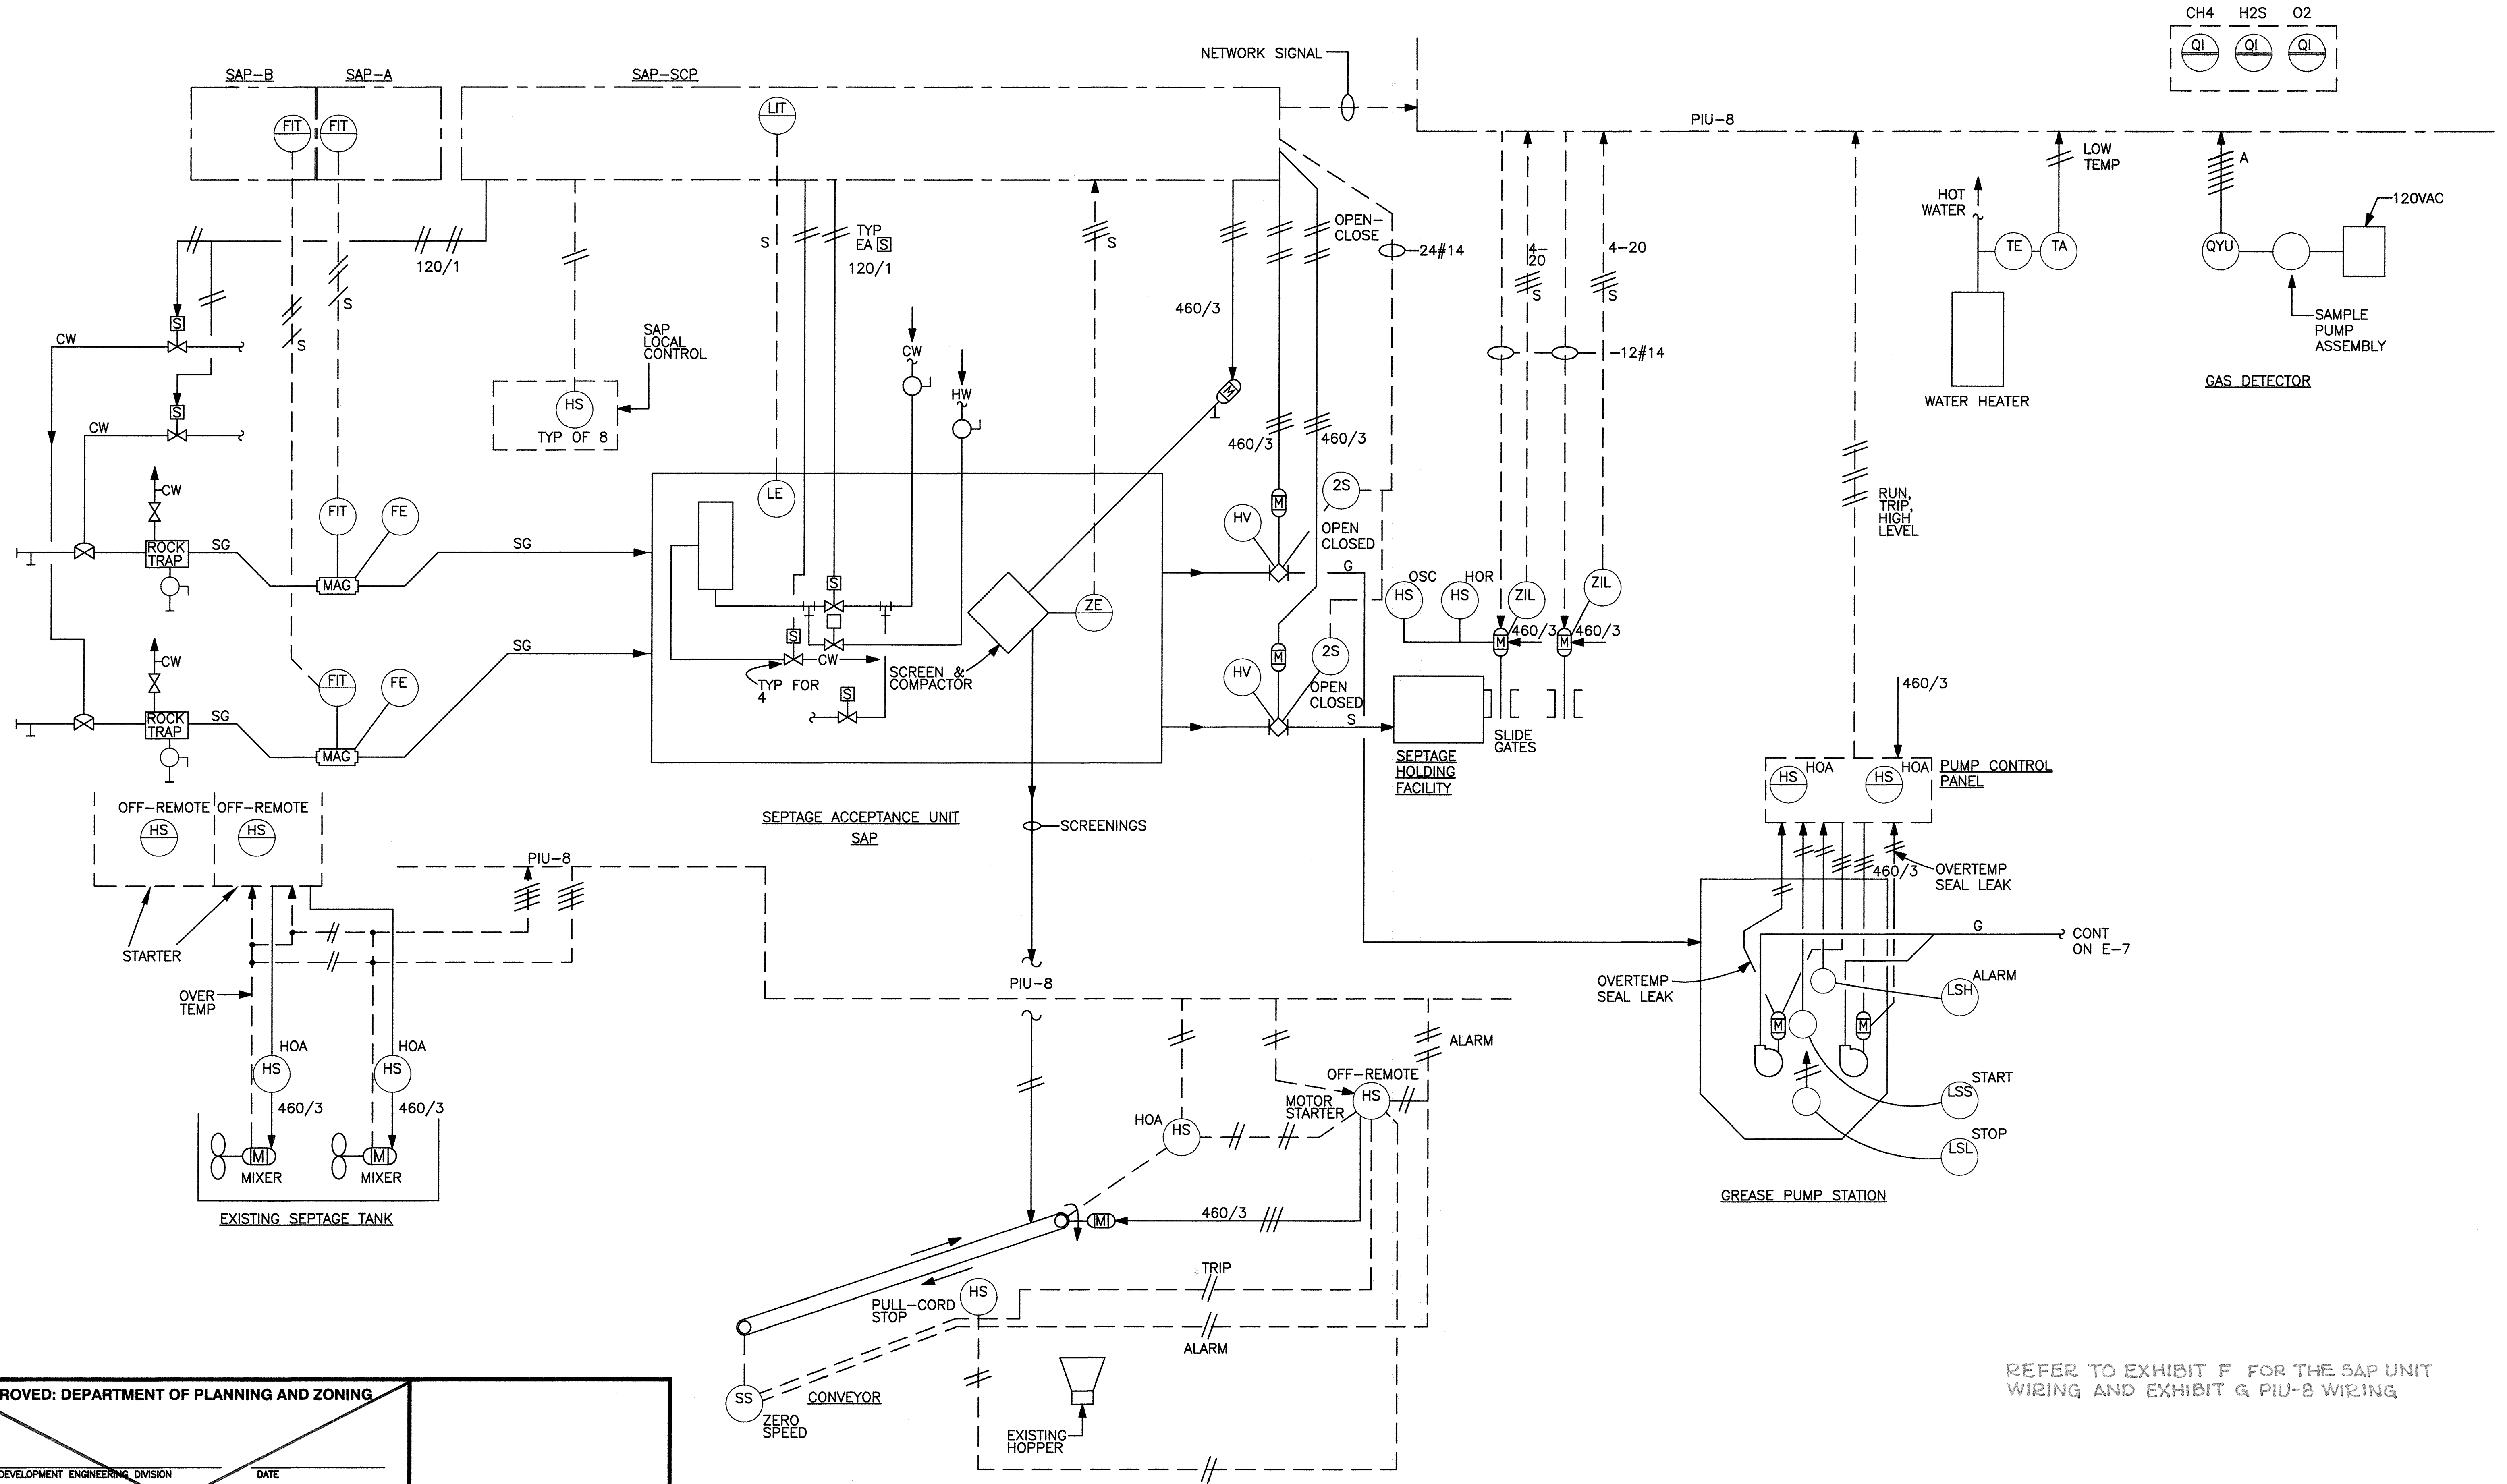 CH4 H2S O2
QI QI QI
NETWORK SIGNAL
SAP-B SAP-A SAP-SCP
FIT FIT LIT
PIU-8
LOW
TEMP
A
HOT
WATER
120VAC
TE TA
QYU
SAMPLE
PUMP
ASSEMBLY
GAS DETECTOR
WATER HEATER
120/1
S
TYP
EA S
120/1
S
OPEN-
CLOSE
24#14
4-
20
S
4-20
S
12#14
460/3
460/3
460/3
S
S
S
CW
S
CW
SAP
LOCAL
CONTROL
HS
TYP OF 8
CW
HW
M
CW
ROCK
TRAP
SG
FIT
FE
MAG
SG
CW
ROCK
TRAP
SG
FIT
FE
MAG
SG
LE
S
S
CW
TYP FOR
4
S
SCREEN &
COMPACTOR
ZE
M
HV
2S
OPEN
CLOSED
G
M
HV
2S
OPEN
CLOSED
S
OSC
HS
HOR
HS
ZIL
ZIL
M
460/3
M
460/3
SLIDE
GATES
SEPTAGE
HOLDING
FACILITY
SEPTAGE ACCEPTANCE UNIT
SAP
SCREENINGS
RUN,
TRIP,
HIGH
LEVEL
460/3
HS HOA
HS HOA
PUMP CONTROL
PANEL
460/3
OVERTEMP
SEAL LEAK
G
CONT
ON E-7
OVERTEMP
SEAL LEAK
ALARM
LSH
M
M
START
LSS
STOP
LSL
GREASE PUMP STATION
OFF-REMOTE OFF-REMOTE
HS HS
PIU-8
STARTER
OVER
TEMP
HOA
HS
HOA
HS
460/3
460/3
M
MIXER
M
MIXER
EXISTING SEPTAGE TANK
PIU-8
ALARM
OFF-REMOTE
HS
MOTOR
STARTER
HOA
HS
M
460/3
TRIP
HS
PULL-CORD
STOP
ALARM
SS
ZERO
SPEED
CONVEYOR
EXISTING
HOPPER
REFER TO EXHIBIT F FOR THE SAP UNIT
WIRING AND EXHIBIT G PIU-8 WIRING
ROVED: DEPARTMENT OF PLANNING AND ZONING
DEVELOPMENT ENGINEERING DIVISION DATE